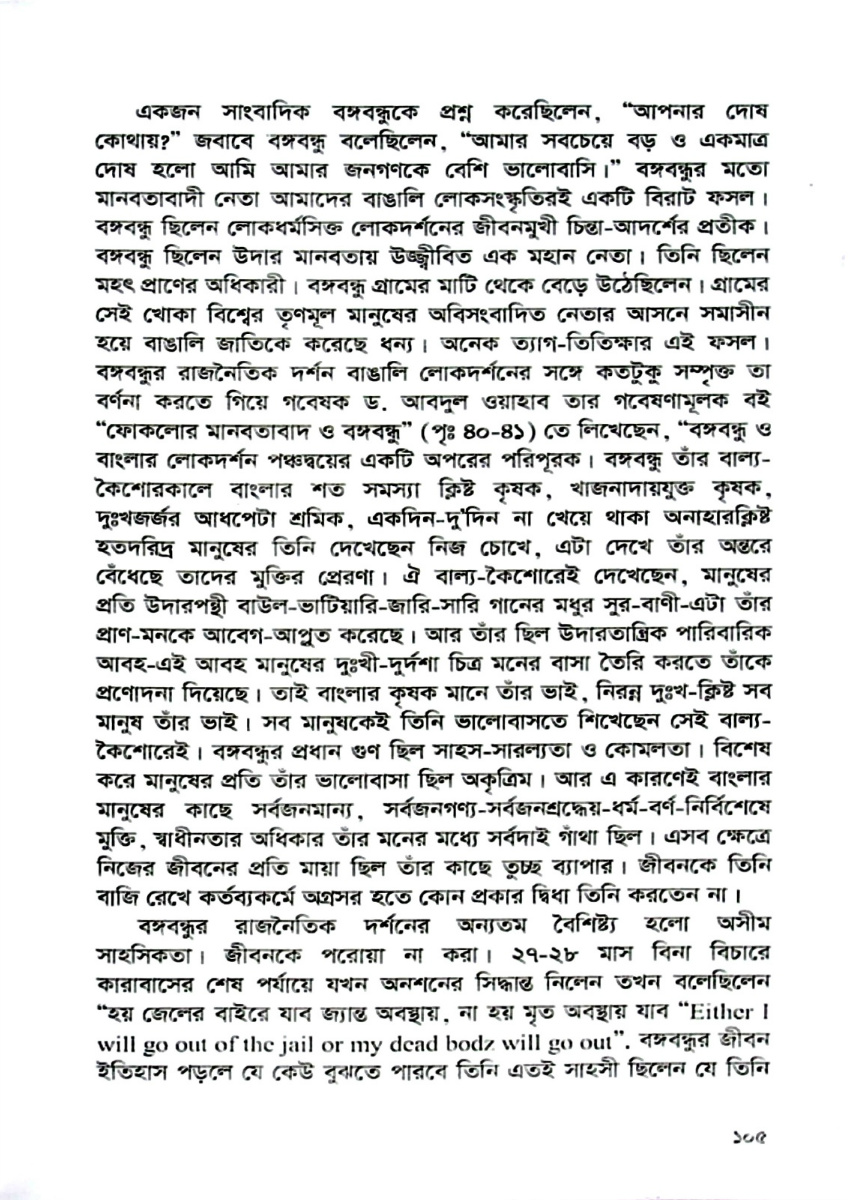 একজন সাংবাদিক বঙ্গবন্ধুকে প্রশ্ন করেছিলেন, “আপনার দোষ
কোথায়?” জবাবে বঙ্গবন্ধু বলেছিলেন, “আমার সবচেয়ে বড় ও একমাত্র
দোষ হলো আমি আমার জনগণকে বেশি ভালোবাসি।” বঙ্গবন্ধুর মতো
মানবতাবাদী নেতা আমাদের বাঙালি লোকসংস্কৃতিরই একটি বিরাট ফসল।
বঙ্গবন্ধু ছিলেন লোকধর্মসিক্ত লোকদর্শনের জীবনমুখী চিন্তা-আদর্শের প্রতীক।
বঙ্গবন্ধু ছিলেন উদার মানবতায় উজ্জ্বীবিত এক মহান নেতা। তিনি ছিলেন
মহৎ প্রাণের অধিকারী। বঙ্গবন্ধু গ্রামের মাটি থেকে বেড়ে উঠেছিলেন। গ্রামের
সেই খোকা বিশ্বের তৃণমূল মানুষের অবিসংবাদিত নেতার আসনে সমাসীন
হয়ে বাঙালি জাতিকে করেছে ধন্য। অনেক ত্যাগ-তিতিক্ষার এই ফসল।
বঙ্গবন্ধুর রাজনৈতিক দর্শন বাঙালি লোকদর্শনের সঙ্গে কতটুকু সম্পৃক্ত তা
বর্ণনা করতে গিয়ে গবেষক ড. আবদুল ওয়াহাব তার গবেষণামূলক বই
“ফোকলোর মানবতাবাদ ও বঙ্গবন্ধু” (পৃঃ ৪০-৪১) তে লিখেছেন, “বঙ্গবন্ধু ও
বাংলার লোকদর্শন পঞ্চদ্বয়ের একটি অপরের পরিপূরক। বঙ্গবন্ধু তাঁর বাল্য-
কৈশোরকালে বাংলার শত সমস্যা ক্লিষ্ট কৃষক, খাজনাদায়যুক্ত কৃষক,
দুঃখজর্জর আধপেটা শ্রমিক, একদিন-দু'দিন না খেয়ে থাকা অনাহারক্লিষ্ট
হতদরিদ্র মানুষের তিনি দেখেছেন নিজ চোখে, এটা দেখে তাঁর অন্তরে
বেঁধেছে তাদের মুক্তির প্রেরণা। ঐ বাল্য-কৈশোরেই দেখেছেন, মানুষের
প্রতি উদারপন্থী বাউল-ভাটিয়ারি-জারি-সারি গানের মধুর সুর-বাণী-এটা তাঁর
প্রাণ-মনকে আবেগ-আপ্লুত করেছে। আর তাঁর ছিল উদারতান্ত্রিক পারিবারিক
আবহ-এই আবহ মানুষের দুঃখী-দুর্দশা চিত্র মনের বাসা তৈরি করতে তাঁকে
প্রণোদনা দিয়েছে। তাই বাংলার কৃষক মানে তাঁর ভাই, নিরন্ন দুঃখ-ক্লিষ্ট সব
মানুষ তাঁর ভাই। সব মানুষকেই তিনি ভালোবাসতে শিখেছেন সেই বাল্য-
কৈশোরেই। বঙ্গবন্ধুর প্রধান গুণ ছিল সাহস-সারল্যতা ও কোমলতা। বিশেষ
করে মানুষের প্রতি তাঁর ভালোবাসা ছিল অকৃত্রিম। আর এ কারণেই বাংলার
মানুষের কাছে সর্বজনমান্য, সর্বজনগণ্য-সর্বজনশ্রদ্ধেয়-ধর্ম-বর্ণ-নির্বিশেষে
মুক্তি, স্বাধীনতার অধিকার তাঁর মনের মধ্যে সর্বদাই গাঁথা ছিল। এসব ক্ষেত্রে
নিজের জীবনের প্রতি মায়া ছিল তাঁর কাছে তুচ্ছ ব্যাপার। জীবনকে তিনি
বাজি রেখে কর্তব্যকর্মে অগ্রসর হতে কোন প্রকার দ্বিধা তিনি করতেন না।
বঙ্গবন্ধুর রাজনৈতিক দর্শনের অন্যতম বৈশিষ্ট্য হলো অসীম
সাহসিকতা। জীবনকে পরোয়া না করা। ২৭-২৮ মাস বিনা বিচারে
কারাবাসের শেষ পর্যায়ে যখন অনশনের সিদ্ধান্ত নিলেন তখন বলেছিলেন
“হয় জেলের বাইরে যাব জ্যান্ত অবস্থায়, না হয় মৃত অবস্থায় যাব “Either I
will go out of the jail or my dead bodz will go out”. বঙ্গবন্ধুর জীবন
ইতিহাস পড়লে যে কেউ বুঝতে পারবে তিনি এতই সাহসী ছিলেন যে তিনি
১০৫